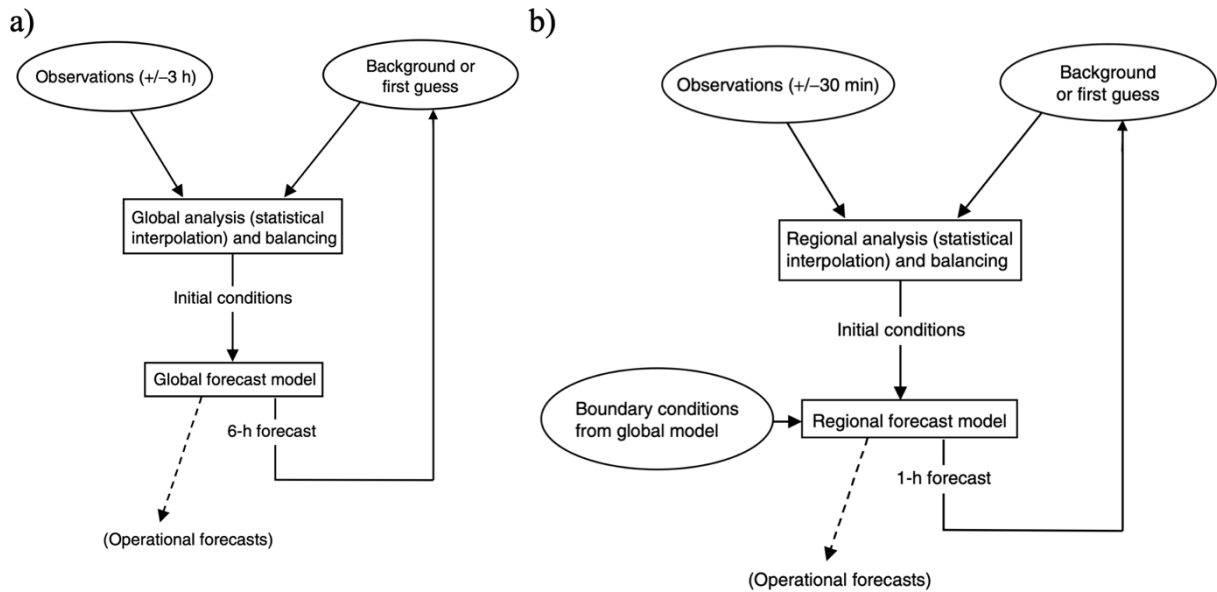 a)
Observations (+/–3 h)
Background or
first guess
Global analysis (statistical
interpolation) and balancing
Initial conditions
Global forecast model
6-h forecast
(Operational forecasts)
b)
Observations (+/–30 min)
Background
or first guess
Regional analysis (statistical
interpolation) and balancing
Initial conditions
Boundary conditions
from global model
Regional forecast model
1-h forecast
(Operational forecasts)